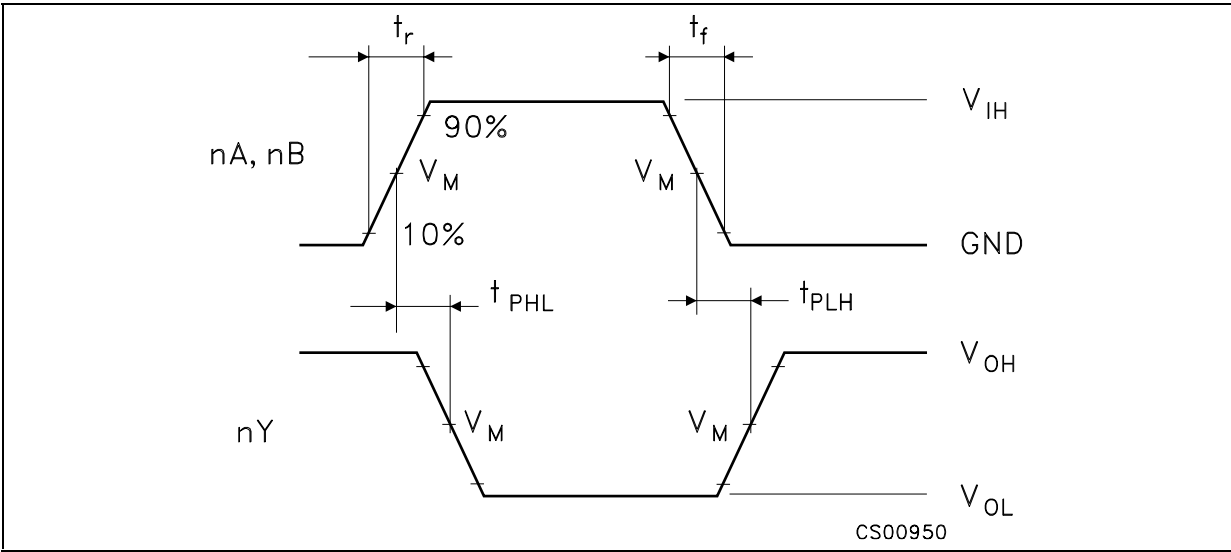 tr
tf
VIH
90%
nA, nB
VM
VM
10%
GND
tPHL
tPLH
VOH
nY
VM
VM
VOL
CS00950